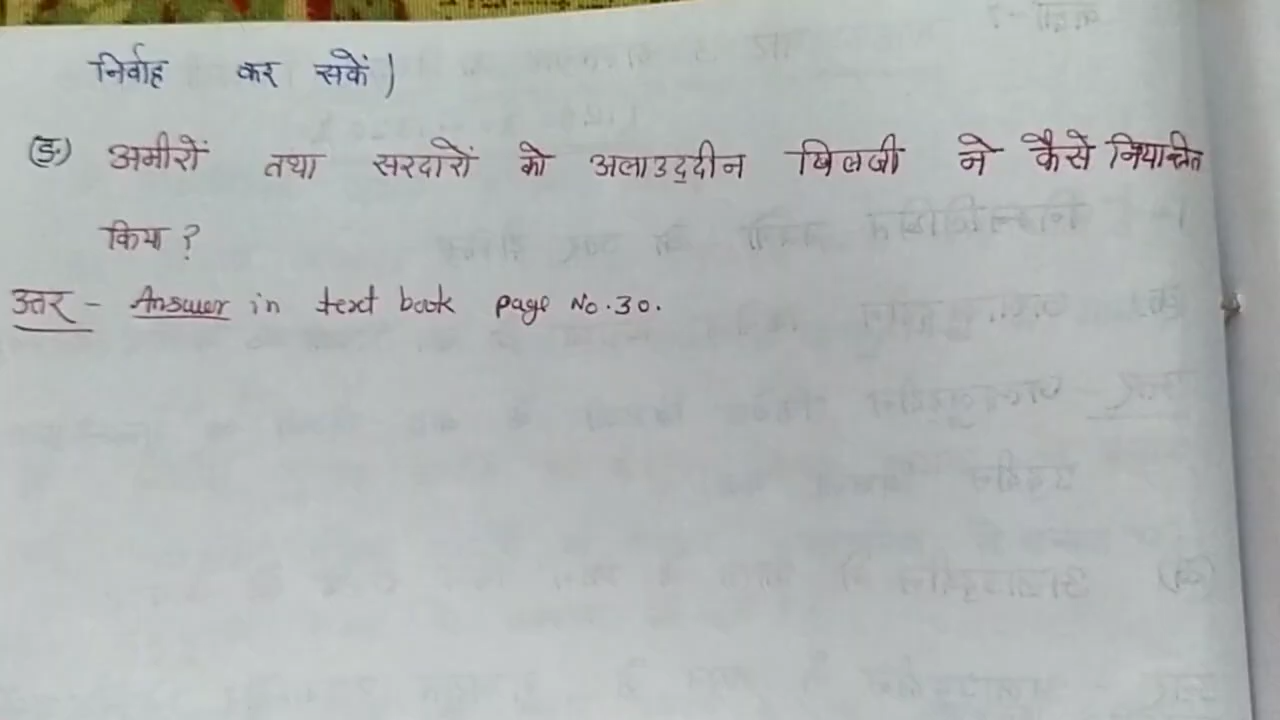 निर्वाह कर सकें)
(ङ) अमीरों तथा सरदारों को अलाउद्दीन खिलजी ने कैसे नियन्त्रित
किया ?
उत्तर - Answer in text book page No.30.